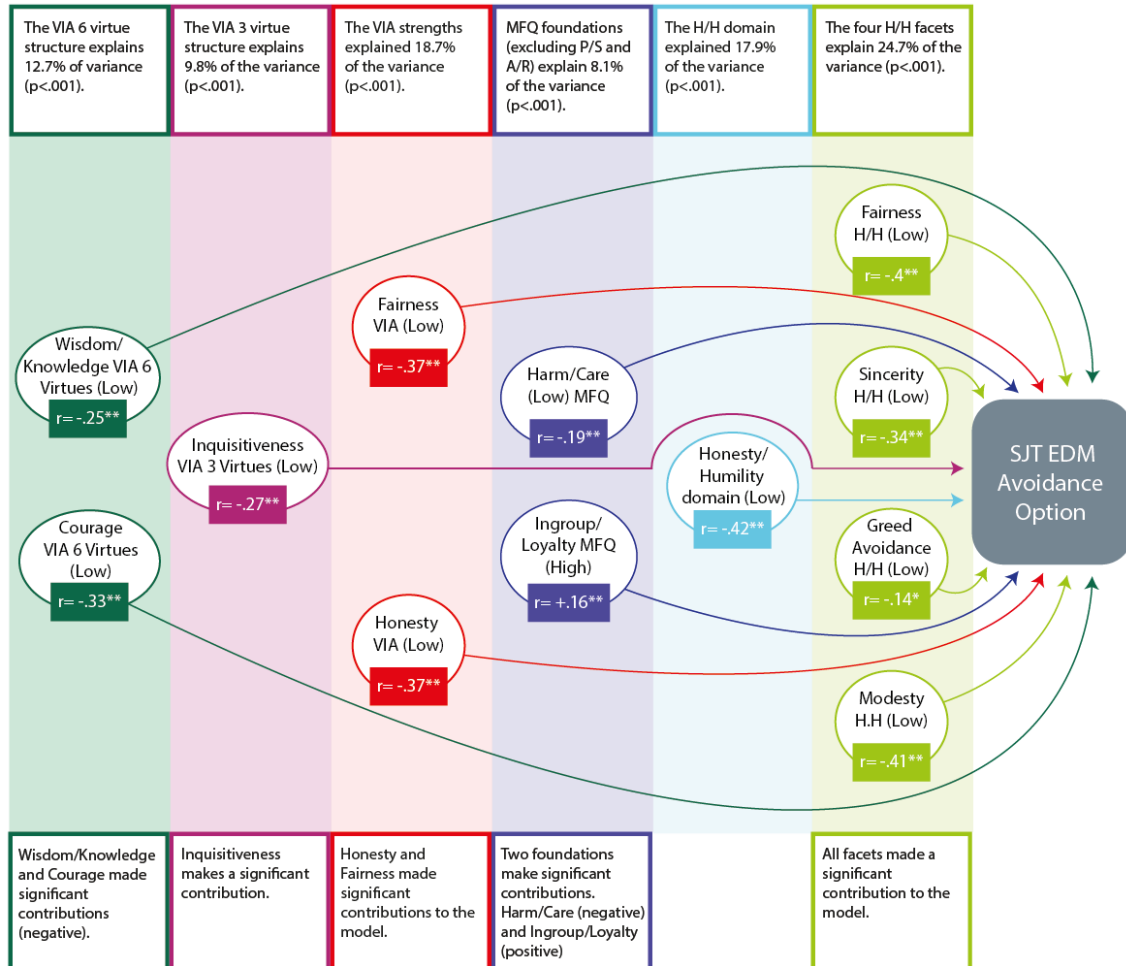 The VIA 6 virtue
structure explains
12.7% of variance
(p<.001).
The VIA 3 virtue
structure explains
9.8% of the variance
(p<.001).
The VIA strengths
explained 18.7%
of the variance
(p<.001).
MFQ foundations
(excluding P/S and
A/R) explain 8.1%
of the variance
(p<.001).
The H/H domain
explained 17.9%
of the variance
(p<.001).
The four H/H facets
explain 24.7% of the
variance (p<.001).
Wisdom/
Knowledge VIA 6
Virtues (Low)
r= -.25**
Courage
VIA 6 Virtues
(Low)
r= -.33**
Inquisitiveness
VIA 3 Virtues (Low)
r= -.27**
Fairness
VIA (Low)
r= -.37**
Honesty
VIA (Low)
r= -.37**
Harm/Care
(Low) MFQ
r= -.19**
Ingroup/
Loyalty MFQ
(High)
r= +.16**
Honesty/
Humility
domain (Low)
r= -.42**
Fairness
H/H (Low)
r= -.4**
Sincerity
H/H (Low)
r= -.34**
Greed
Avoidance
H/H (Low)
r= -.14*
Modesty
H.H (Low)
r= -.41**
SJT EDM
Avoidance
Option
Wisdom/Knowledge
and Courage made
significant
contributions
(negative).
Inquisitiveness
makes a significant
contribution.
Honesty and
Fairness made
significant
contributions to the
model.
Two foundations
make significant
contributions.
Harm/Care (negative)
and Ingroup/Loyalty
(positive)
All facets made a
significant
contribution to the
model.